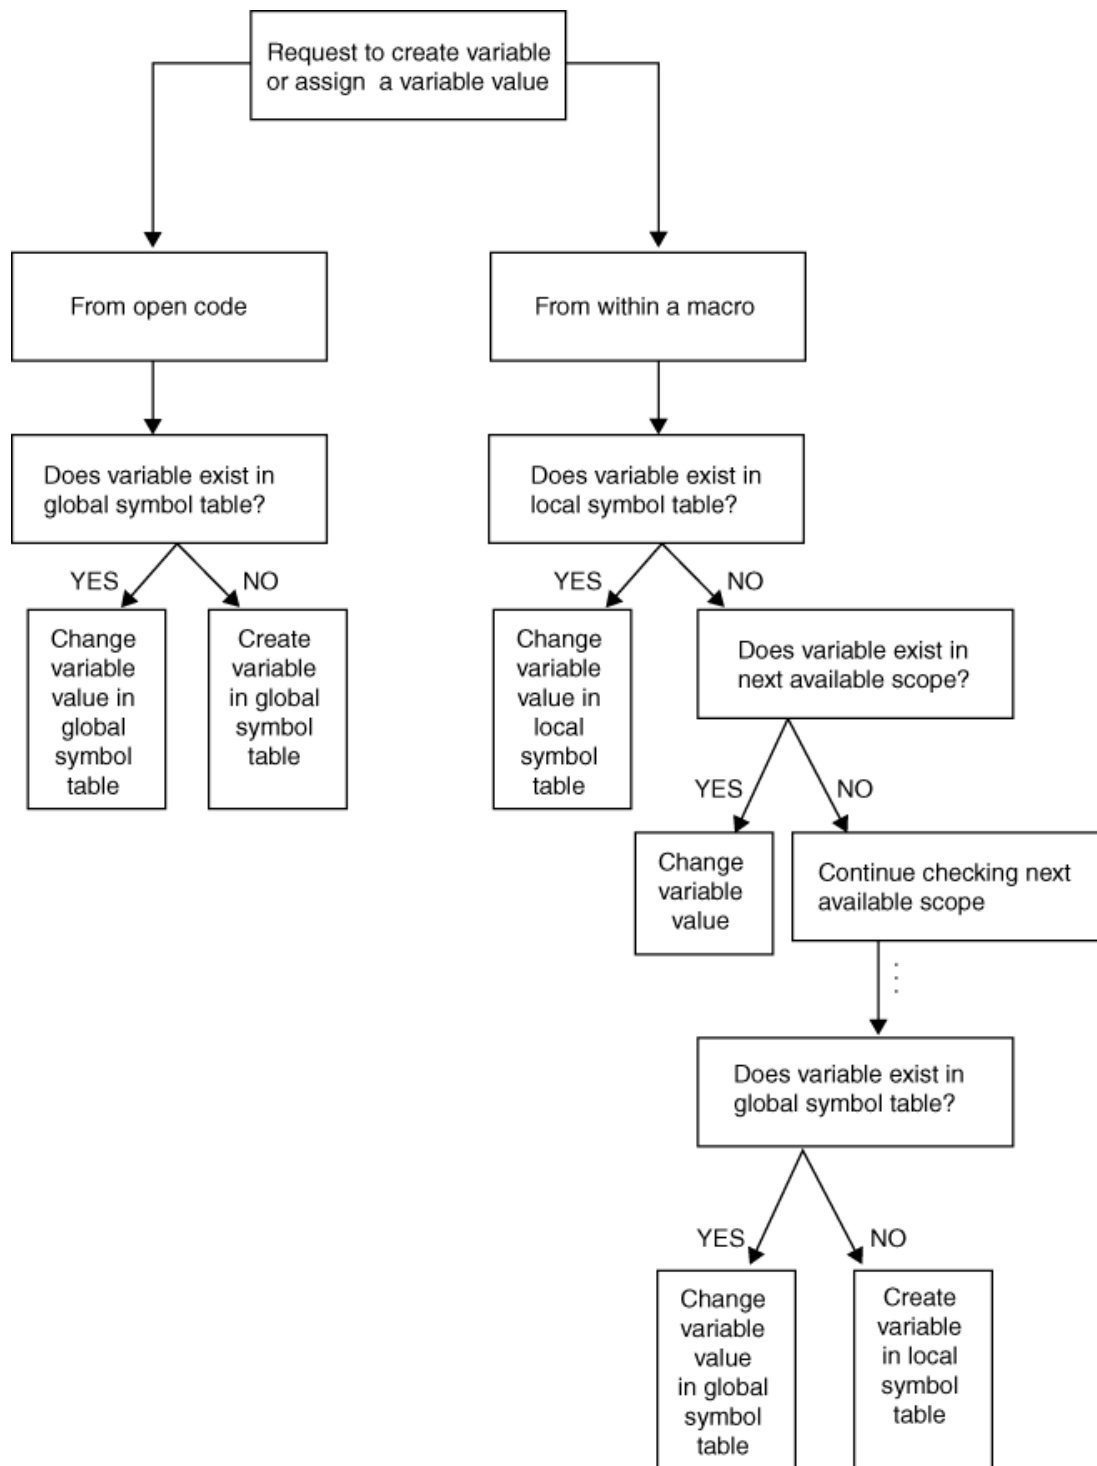 Request to create variable
or assign a variable value
From open code
From within a macro
Does variable exist in
global symbol table?
Does variable exist in
local symbol table?
YES
NO
YES
NO
Change
variable
value in
global
symbol
table
Create
variable
in global
symbol
table
Change
variable
value in
local
symbol
table
Does variable exist in
next available scope?
YES
NO
Change
variable
value
Continue checking next
available scope
Does variable exist in
global symbol table?
YES
NO
Change
variable
value
in global
symbol
table
Create
variable
in local
symbol
table